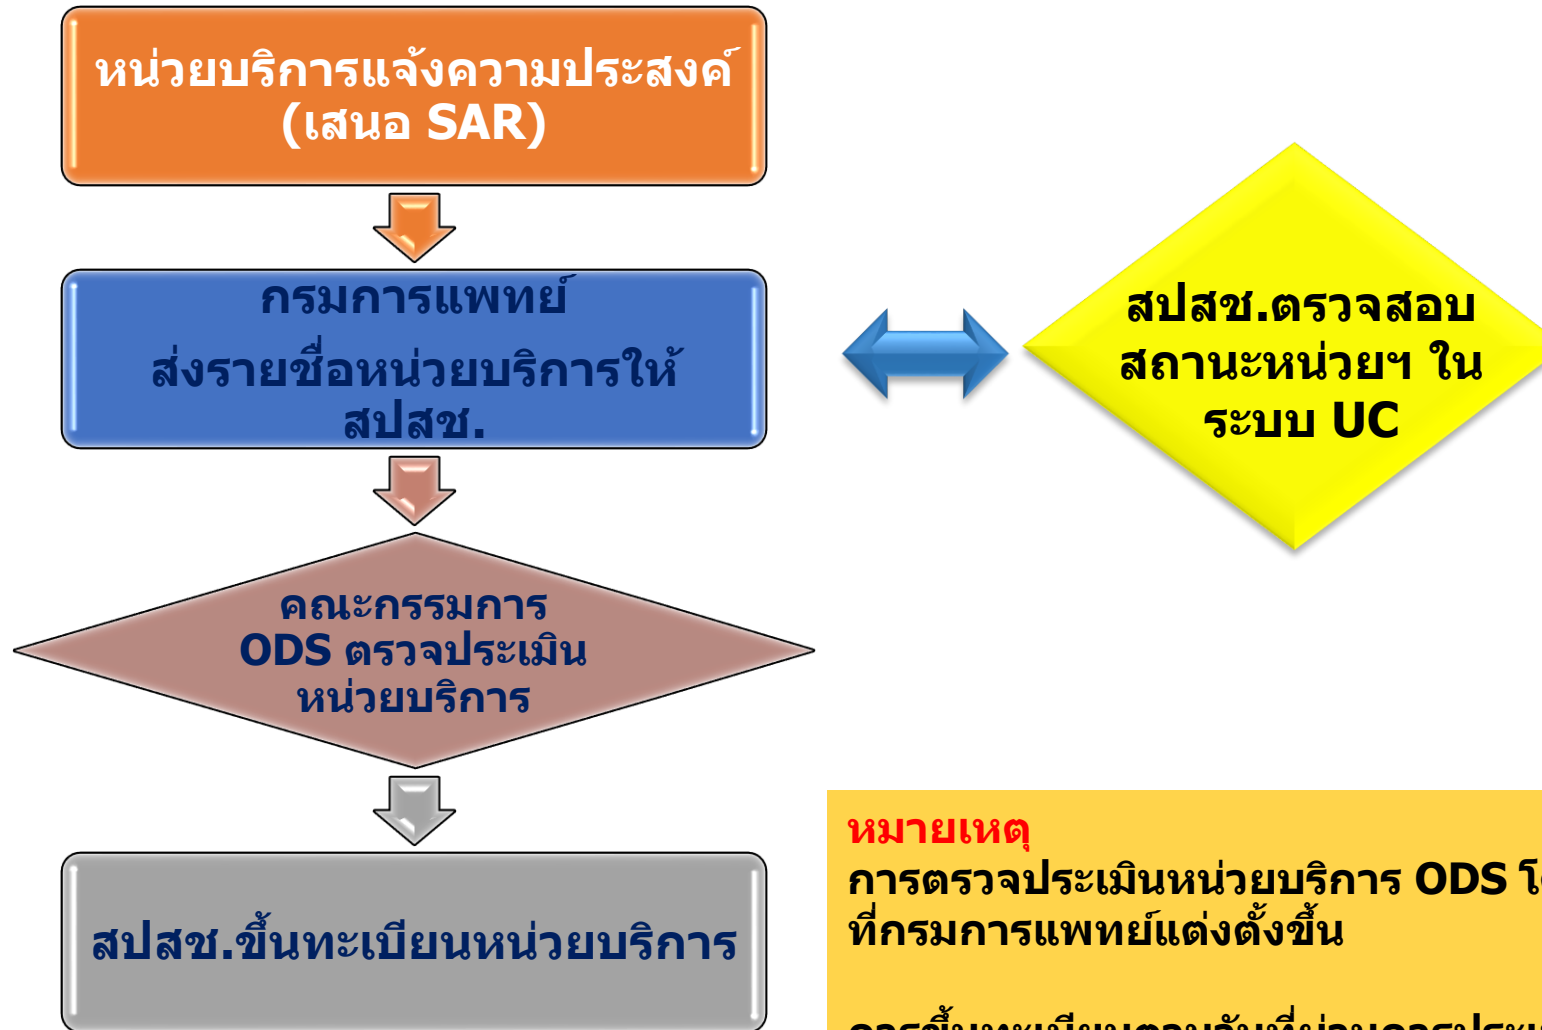 หน่วยบริการแจ้งความประสงค์
(เสนอ SAR)
กรมการแพทย์
ส่งรายชื่อหน่วยบริการให้
สปสช.
สปสช.ตรวจสอบ
สถานะหน่วยฯ ใน
ระบบ UC
คณะกรรมการ
ODS ตรวจประเมิน
หน่วยบริการ
สปสช.ขึ้นทะเบียนหน่วยบริการ
หมายเหตุ
การตรวจประเมินหน่วยบริการ ODS
ที่กรมการแพทย์แต่งตั้งขึ้น